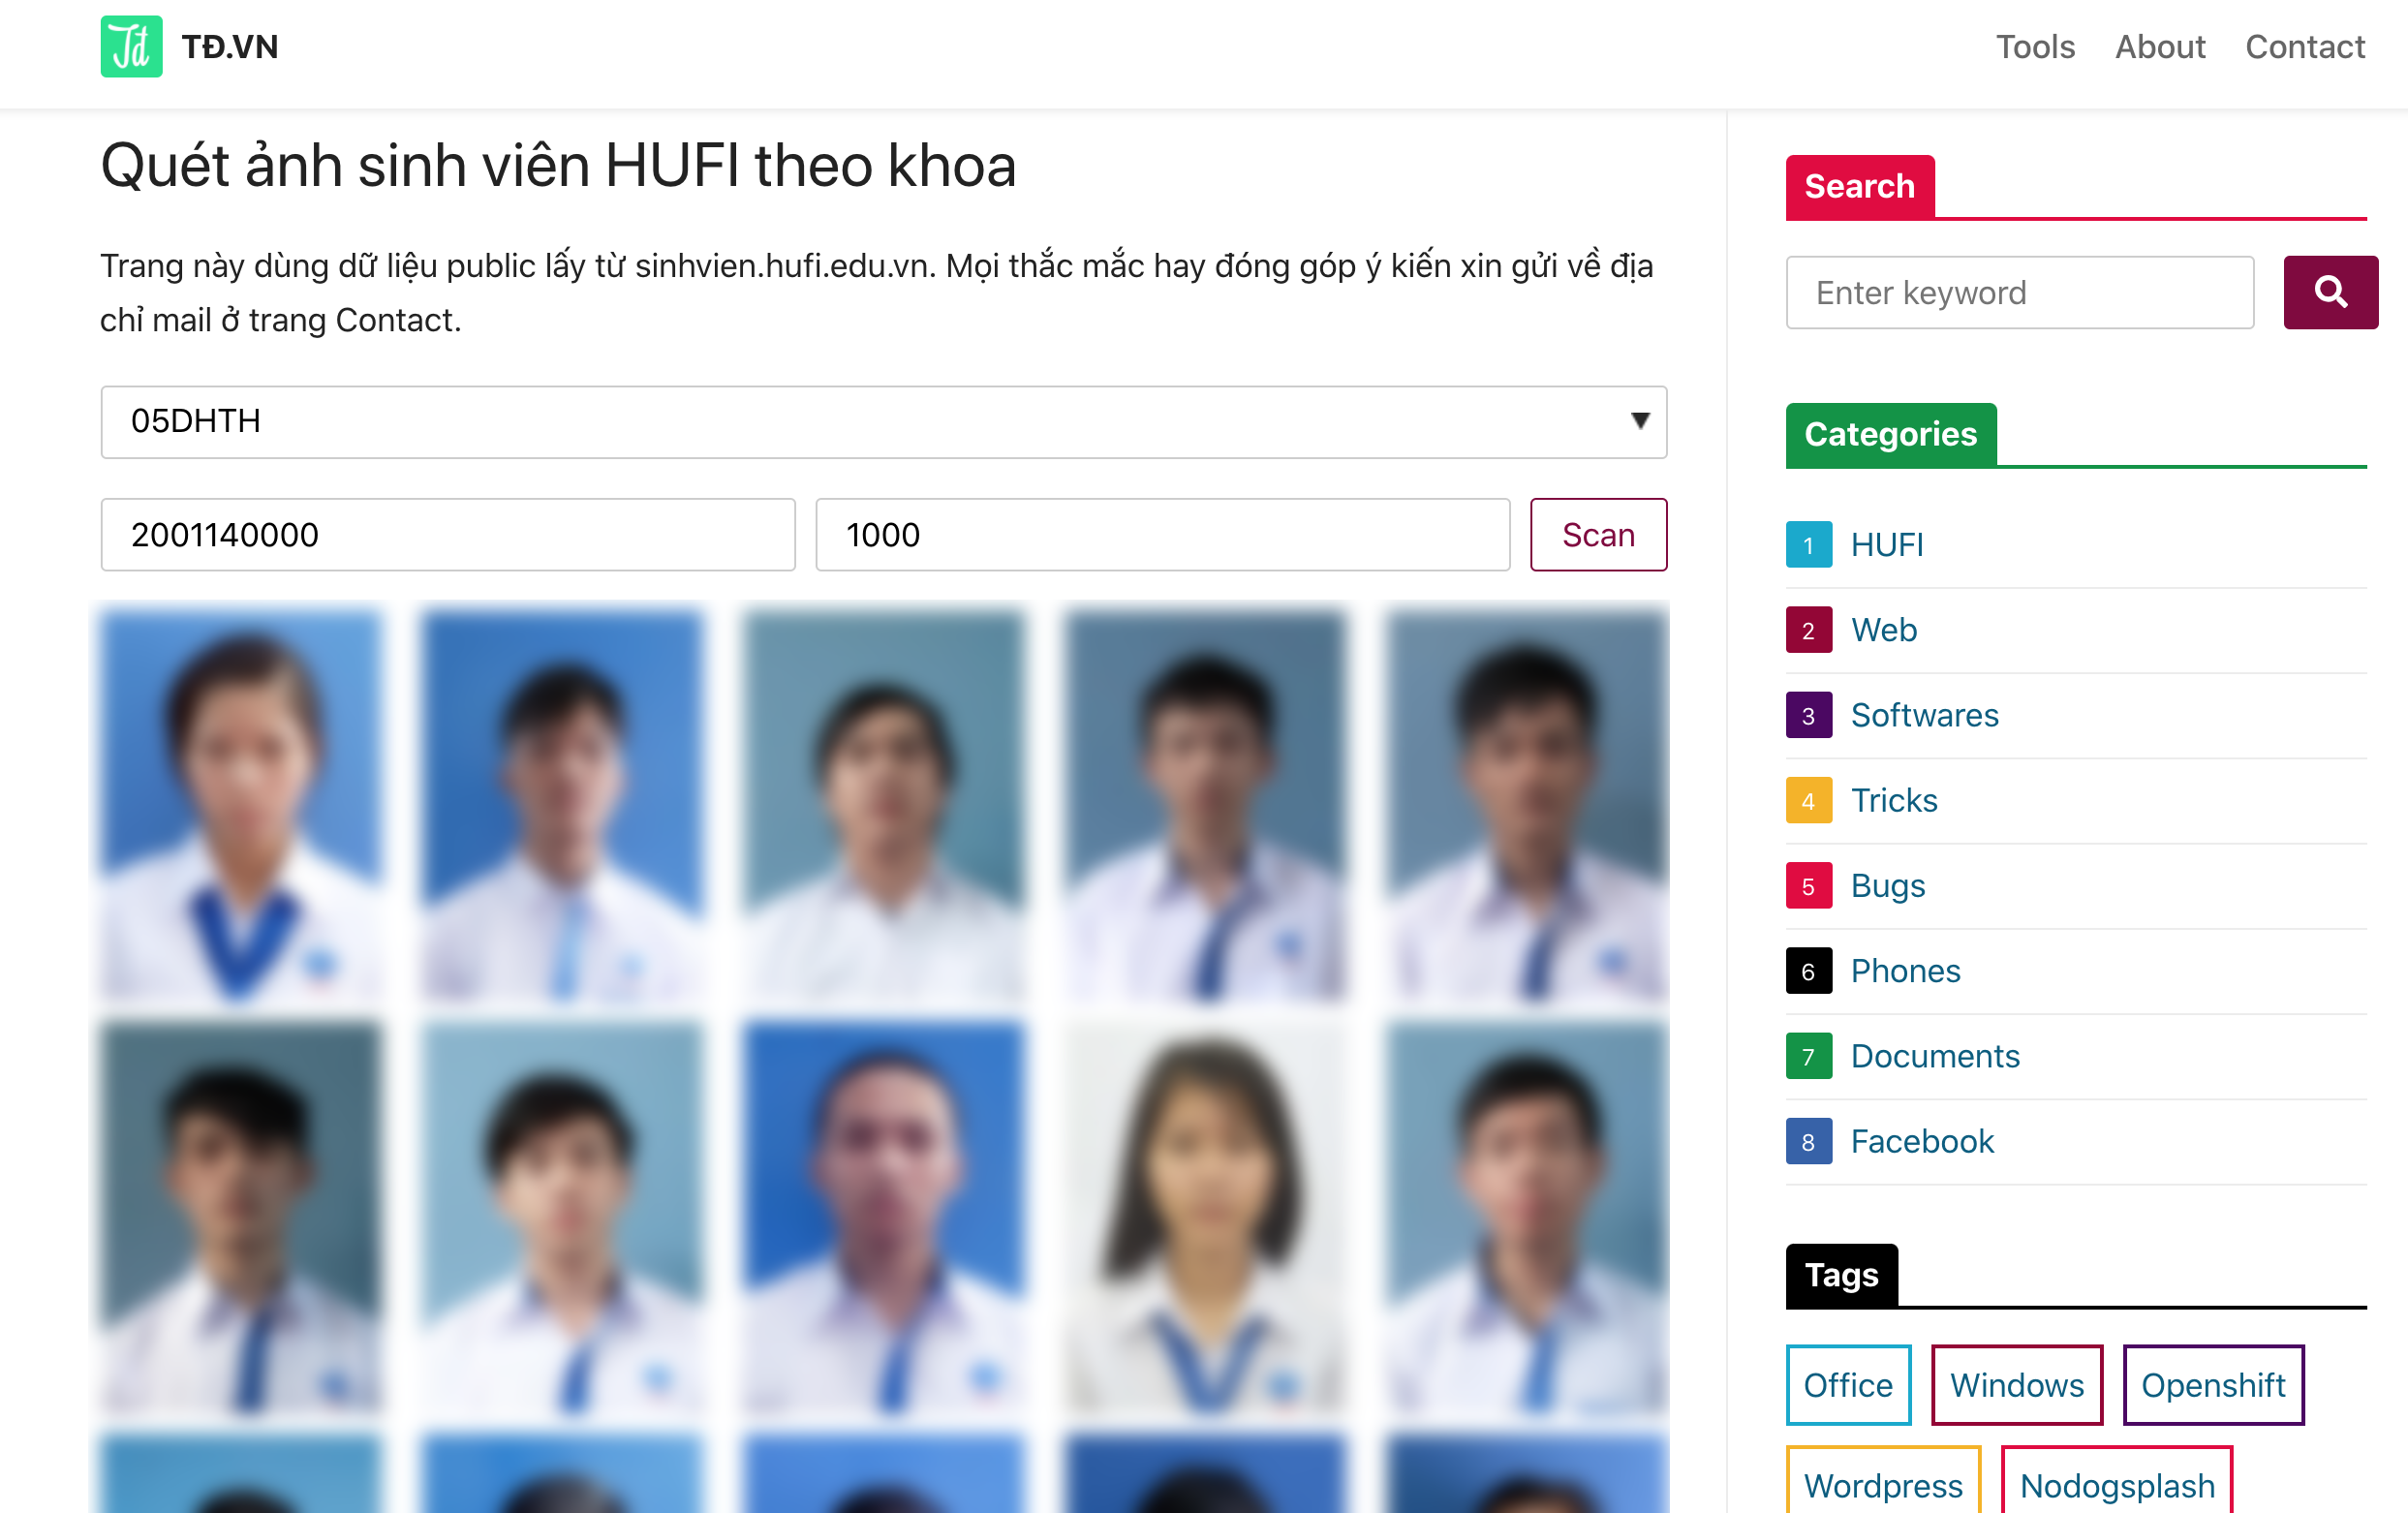 Tđ TĐ.VN
Tools About Contact
Quét ảnh sinh viên HUFI theo khoa
Trang này dùng dữ liệu public lấy từ sinhvien.hufi.edu.vn. Mọi thắc mắc hay đóng góp ý kiến xin gửi về địa
chỉ mail ở trang Contact.
05DHTH
2001140000
1000
Scan
Search
Enter keyword
Categories
1 HUFI
2 Web
3 Softwares
4 Tricks
5 Bugs
6 Phones
7 Documents
8 Facebook
Tags
Office Windows Openshift
Wordpress Nodogsplash